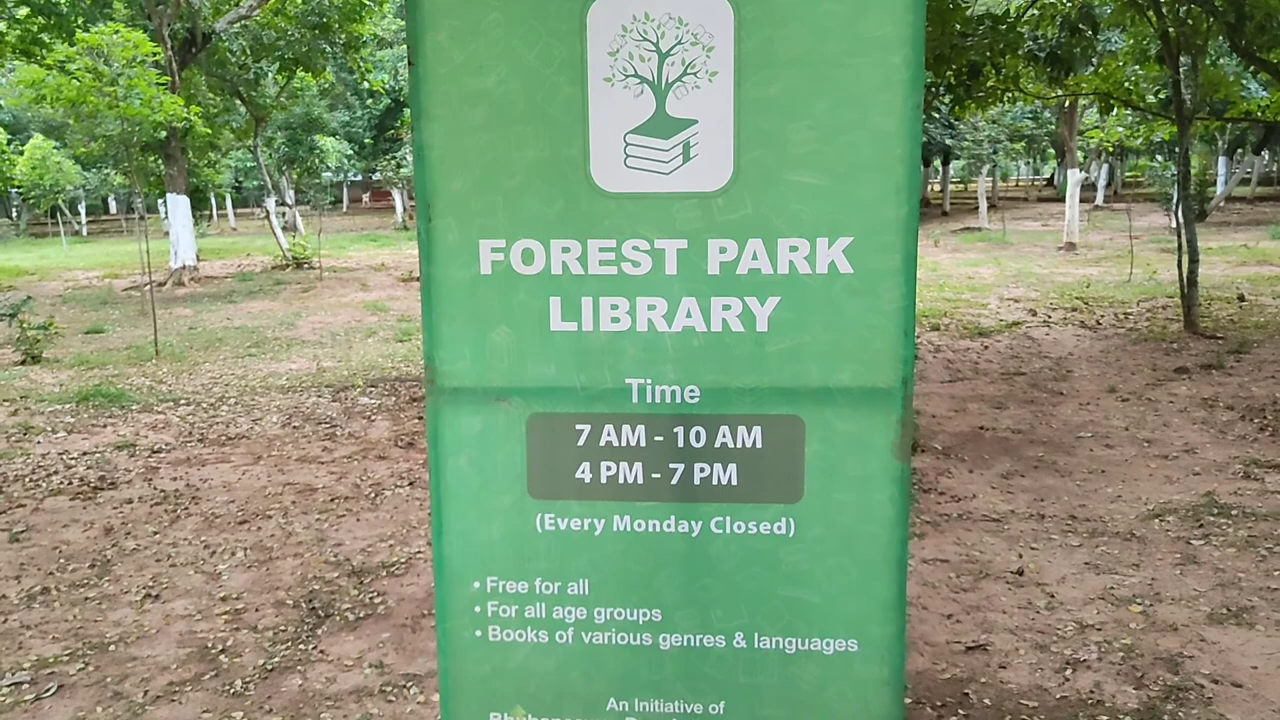 FOREST PARK
LIBRARY
Time
7 AM - 10 AM
4 PM - 7 PM
(Every Monday Closed)
• Free for all
• For all age groups
• Books of various genres & languages
An Initiative of